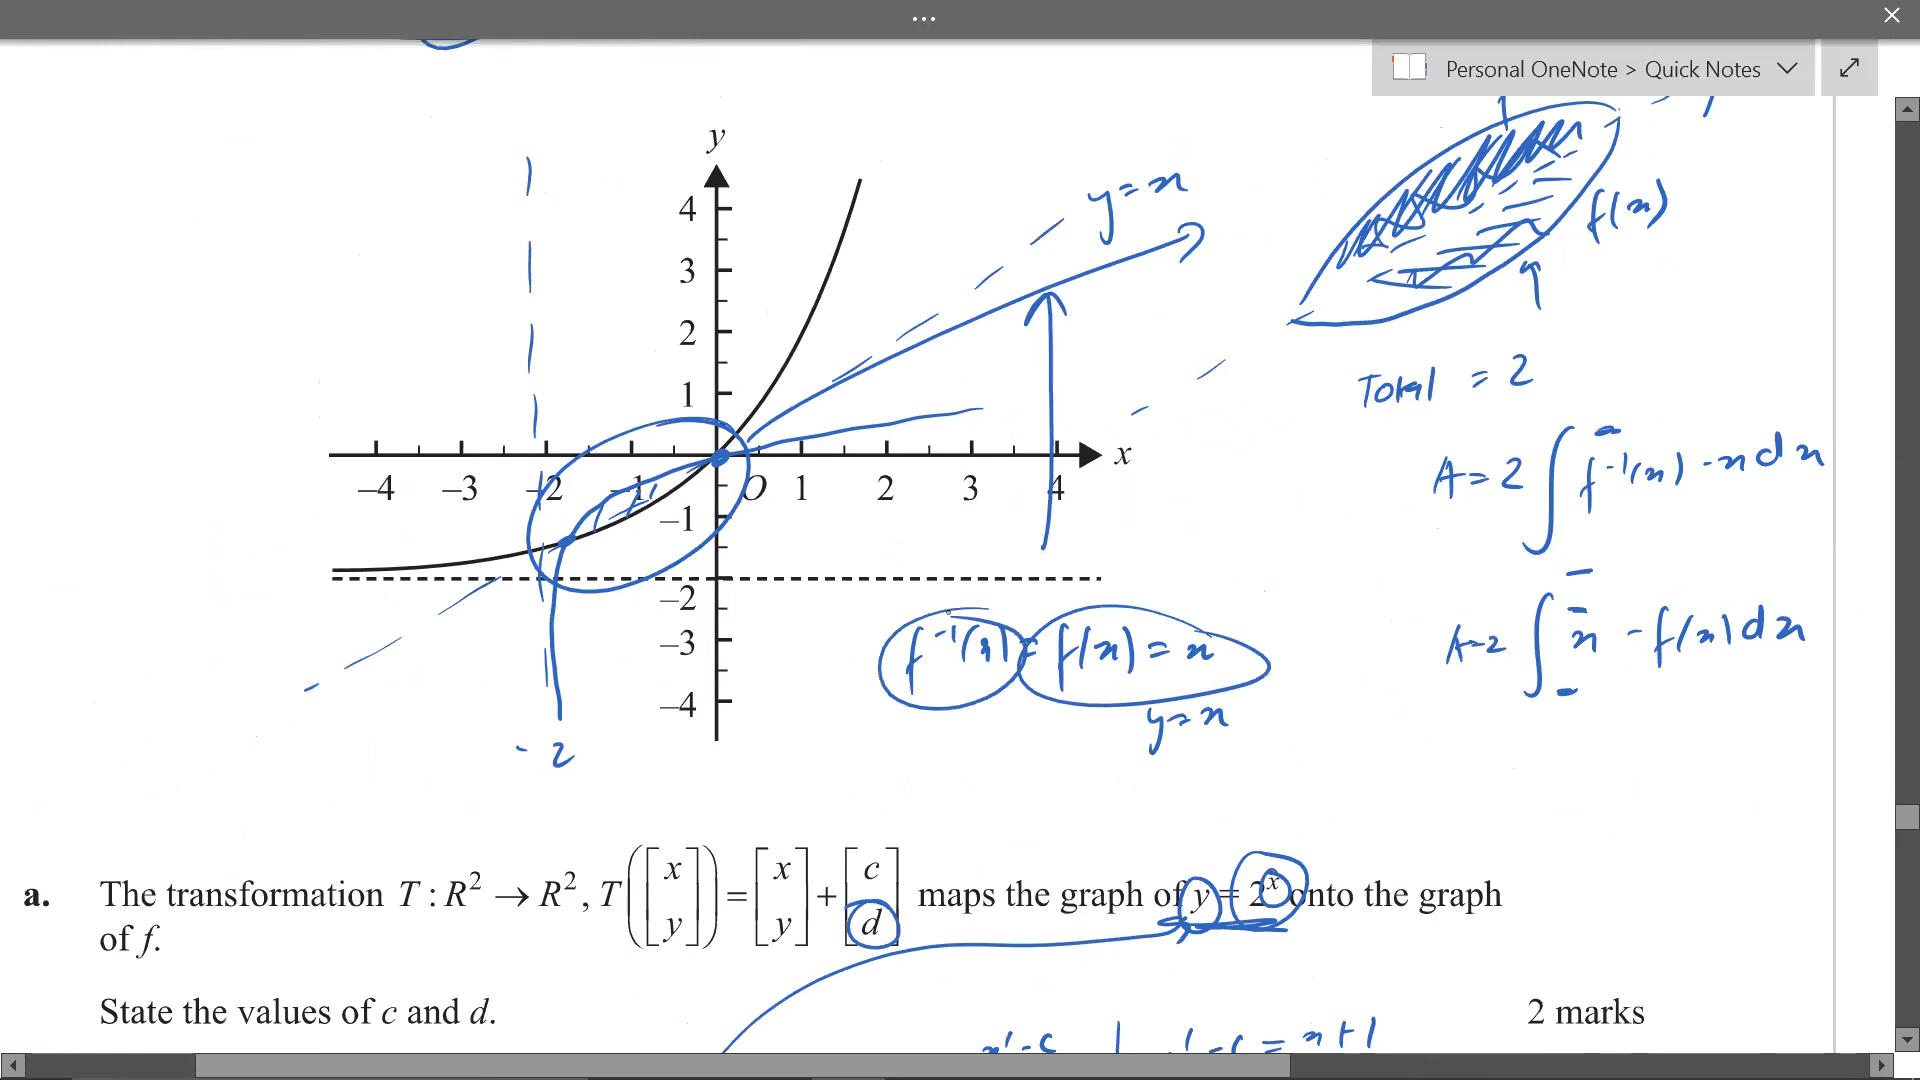 Personal OneNote > Quick Notes
y
4
3
2
1
–4 –3 –2 –1 O 1 2 3 4 x
–1
–2
–3
–4
y = x
f(x)
Total = 2
A = 2 ∫ f⁻¹(x) - x dx
A = 2 ∫ x - f(x) dx
f⁻¹(x) = f(x) = x
y = x
- 2
a. The transformation T : R² → R², T([x y]) = [x y] + [c d] maps the graph of y = 2ˣ onto the graph
of f.
State the values of c and d. 2 marks
x' - c = x + 1